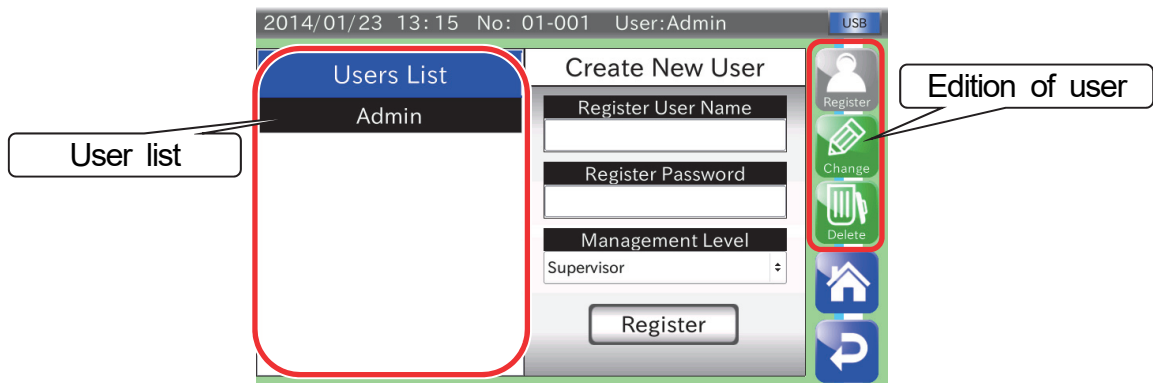 2014/01/23 13:15 No: 01-001 User:Admin USB
Users List
Admin
Create New User
Register User Name
Register Password
Management Level
Supervisor
Register
Register
Change
Delete
User list
Edition of user